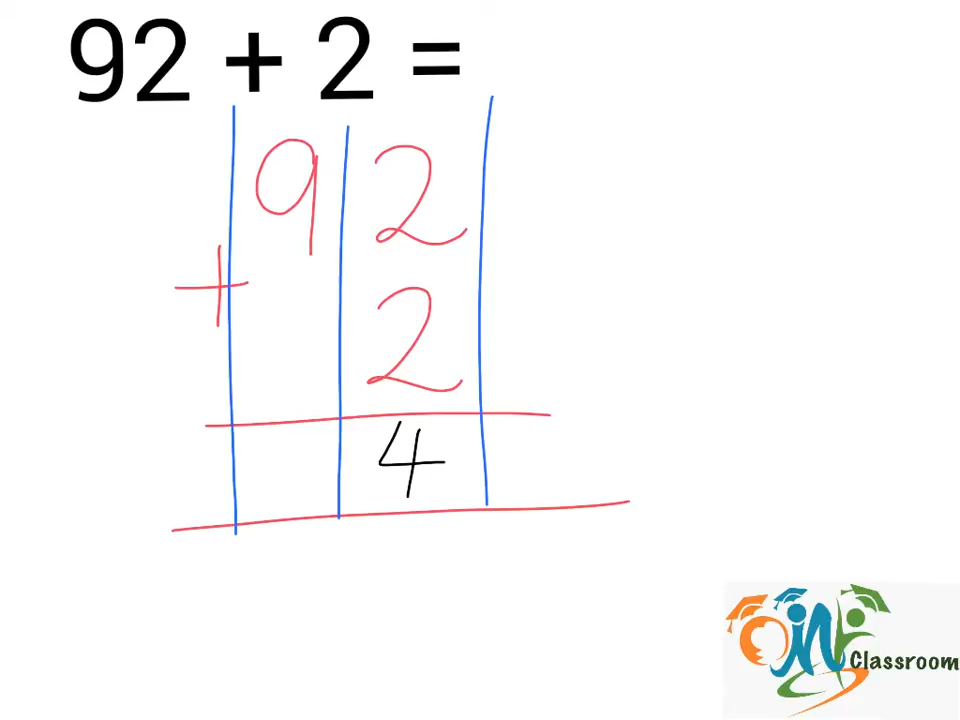 92 + 2 =
9 2
+
2
4
Classroom